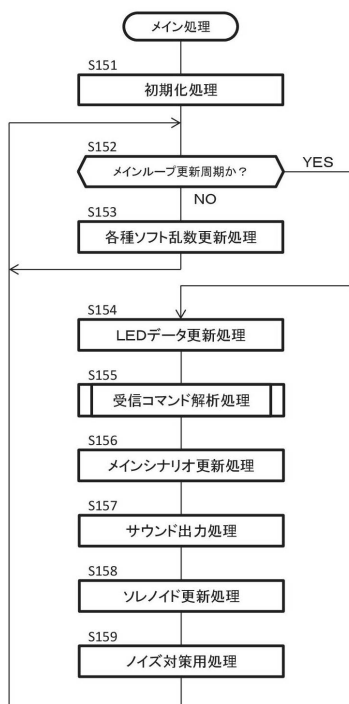 メイン処理
S151
初期化処理
S152
メインループ更新周期か?
YES
NO
S153
各種ソフト乱数更新処理
S154
LEDデータ更新処理
S155
受信コマンド解析処理
S156
メインシナリオ更新処理
S157
サウンド出力処理
S158
ソレノイド更新処理
S159
ノイズ対策用処理